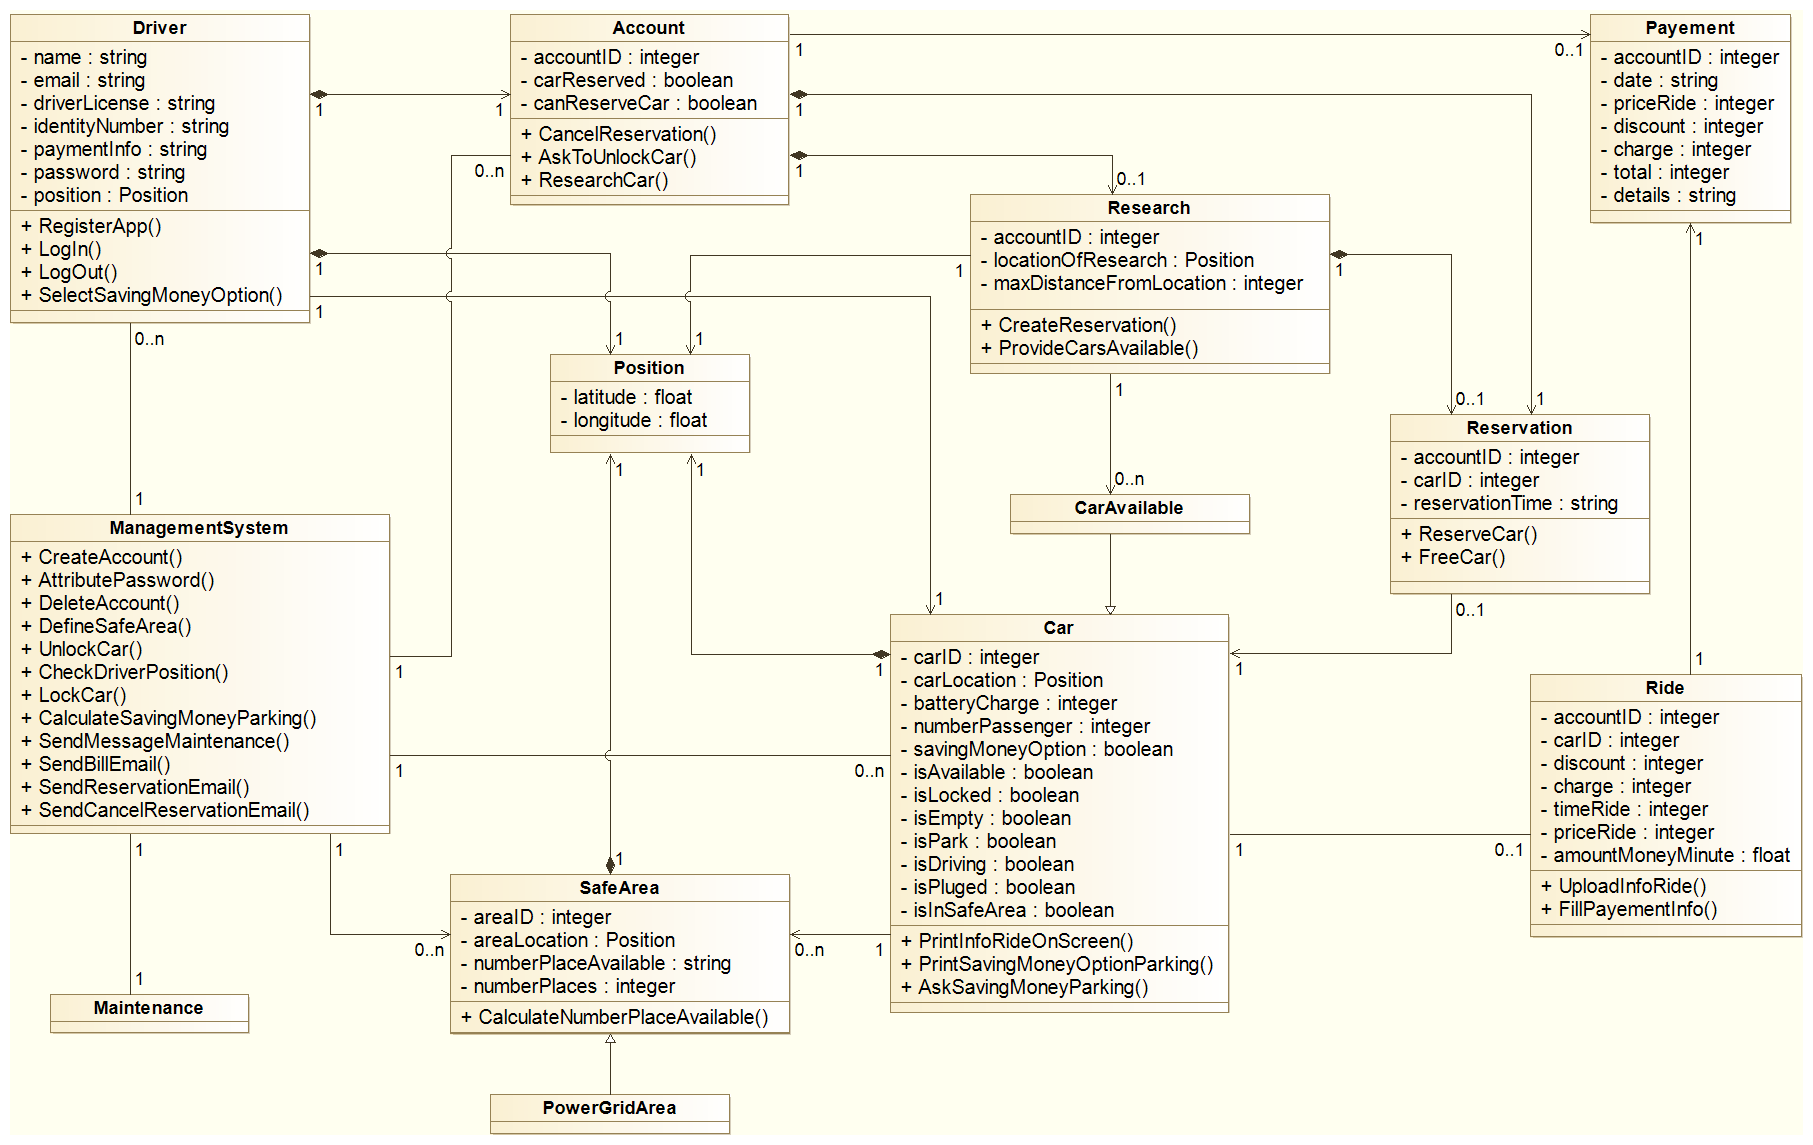 Driver
- name : string
- email : string
- driverLicense : string
- identityNumber : string
- paymentInfo : string
- password : string
- position : Position
+ RegisterApp()
+ LogIn()
+ LogOut()
+ SelectSavingMoneyOption()
1
1
1
1
0..n
1
Account
- accountID : integer
- carReserved : boolean
- canReserveCar : boolean
+ CancelReservation()
+ AskToUnlockCar()
+ ResearchCar()
0..n
1
0..1
1
1
0..1
Payement
- accountID : integer
- date : string
- priceRide : integer
- discount : integer
- charge : integer
- total : integer
- details : string
1
Research
- accountID : integer
- locationOfResearch : Position
- maxDistanceFromLocation : integer
+ CreateReservation()
+ ProvideCarsAvailable()
1
1
1
0..n
0..1
1
1
1
Position
- latitude : float
- longitude : float
1
1
CarAvailable
Reservation
- accountID : integer
- carID : integer
- reservationTime : string
+ ReserveCar()
+ FreeCar()
0..1
ManagementSystem
+ CreateAccount()
+ AttributePassword()
+ DeleteAccount()
+ DefineSafeArea()
+ UnlockCar()
+ CheckDriverPosition()
+ LockCar()
+ CalculateSavingMoneyParking()
+ SendMessageMaintenance()
+ SendBillEmail()
+ SendReservationEmail()
+ SendCancelReservationEmail()
1
1
0..n
1
1
1
0..n
Car
- carID : integer
- carLocation : Position
- batteryCharge : integer
- numberPassenger : integer
- savingMoneyOption : boolean
- isAvailable : boolean
- isLocked : boolean
- isEmpty : boolean
- isPark : boolean
- isDriving : boolean
- isPluged : boolean
- isInSafeArea : boolean
+ PrintInfoRideOnScreen()
+ PrintSavingMoneyOptionParking()
+ AskSavingMoneyParking()
1
1
1
1
0..1
0..n
1
1
Ride
- accountID : integer
- carID : integer
- discount : integer
- charge : integer
- timeRide : integer
- priceRide : integer
- amountMoneyMinute : float
+ UploadInfoRide()
+ FillPayementInfo()
1
SafeArea
- areaID : integer
- areaLocation : Position
- numberPlaceAvailable : string
- numberPlaces : integer
+ CalculateNumberPlaceAvailable()
Maintenance
PowerGridArea